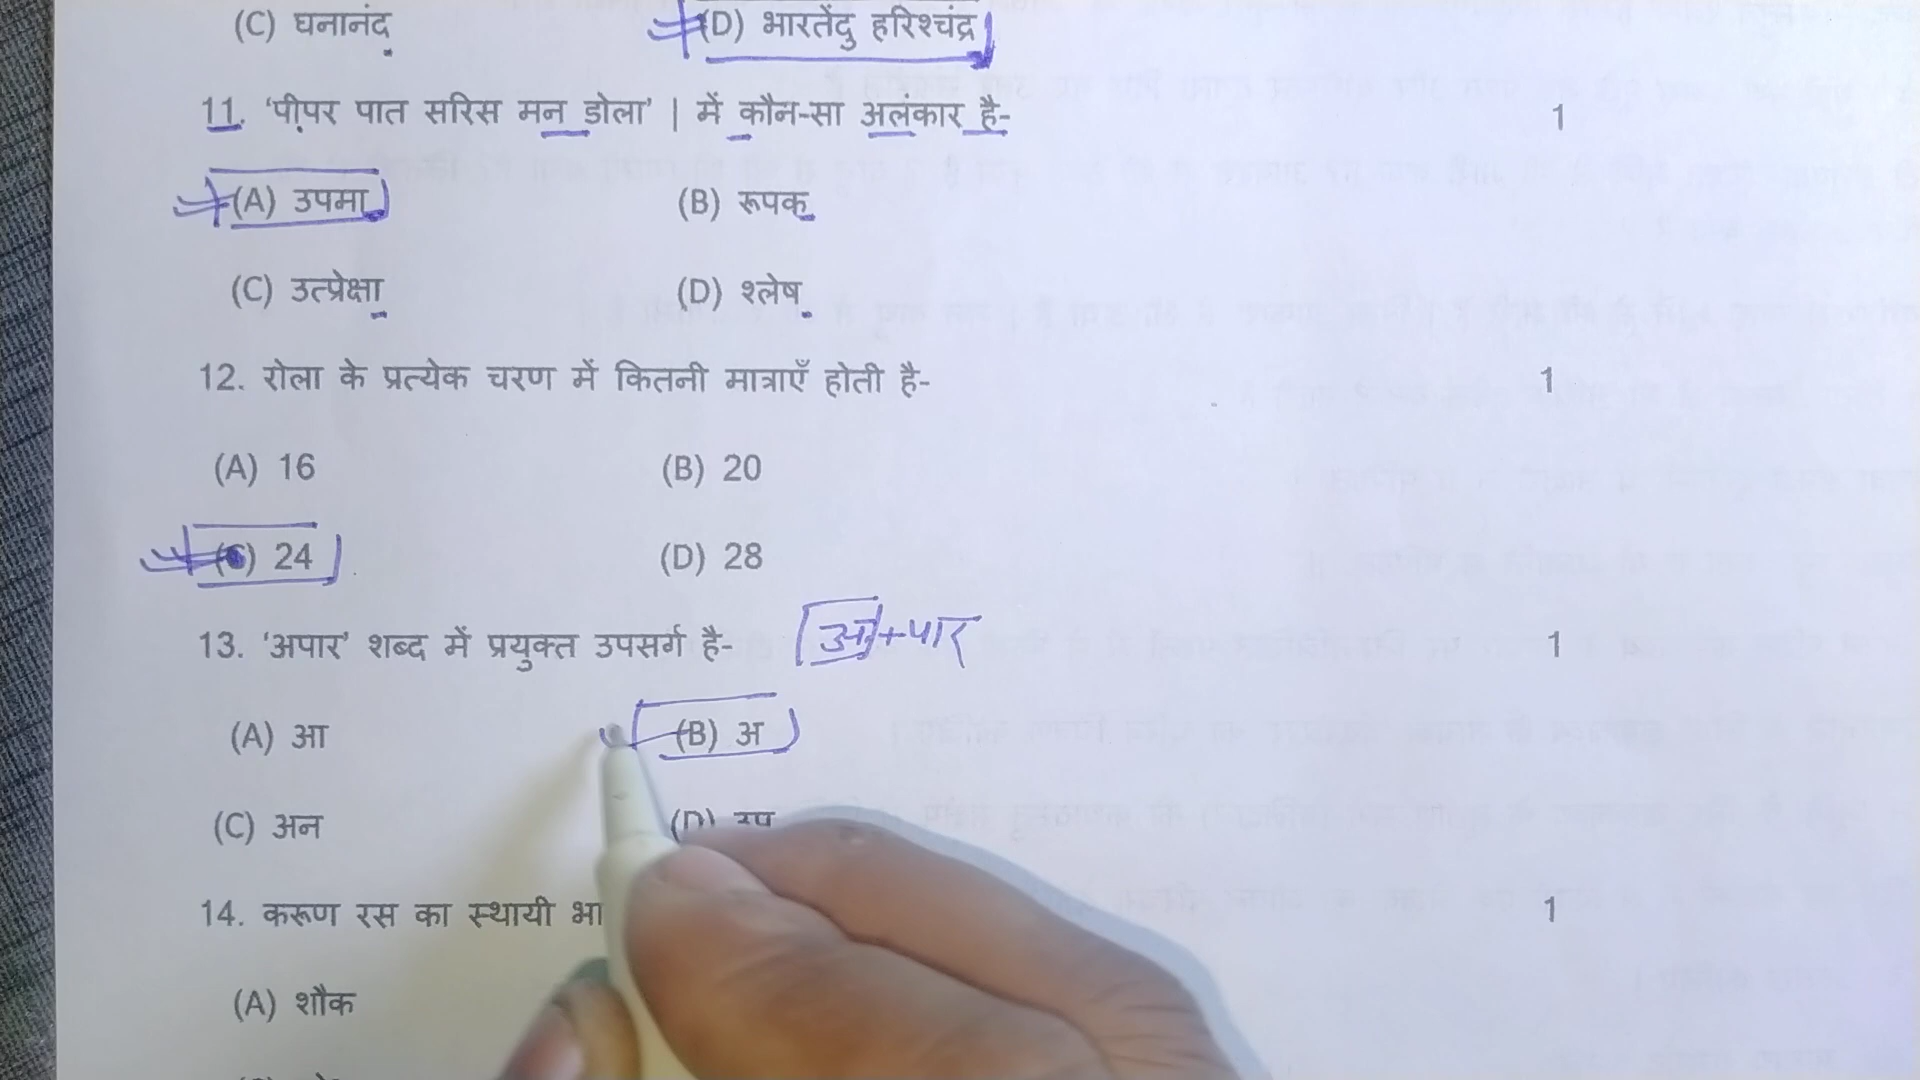 (C) घनानंद (D) भारतेंदु हरिश्चंद्र
11. 'पीपर पात सरिस मन डोला' | में कौन-सा अलंकार है- 1
(A) उपमा (B) रूपक
(C) उत्प्रेक्षा (D) श्लेष
12. रोला के प्रत्येक चरण में कितनी मात्राएँ होती है- 1
(A) 16 (B) 20
(C) 24 (D) 28
13. 'अपार' शब्द में प्रयुक्त उपसर्ग है- अ+पार 1
(A) आ (B) अ
(C) अन (D)
14. करूण रस का स्थायी 1
(A) शौक